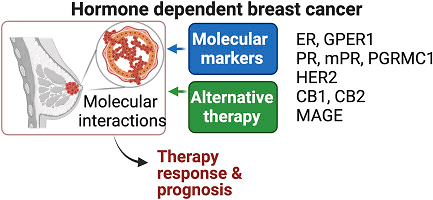 Hormone dependent breast cancer
Molecular
markers
Alternative
therapy
ER, GPER1
PR, mPR, PGRMC1
HER2
CB1, CB2
MAGE
Molecular
interactions
Therapy
response &
prognosis